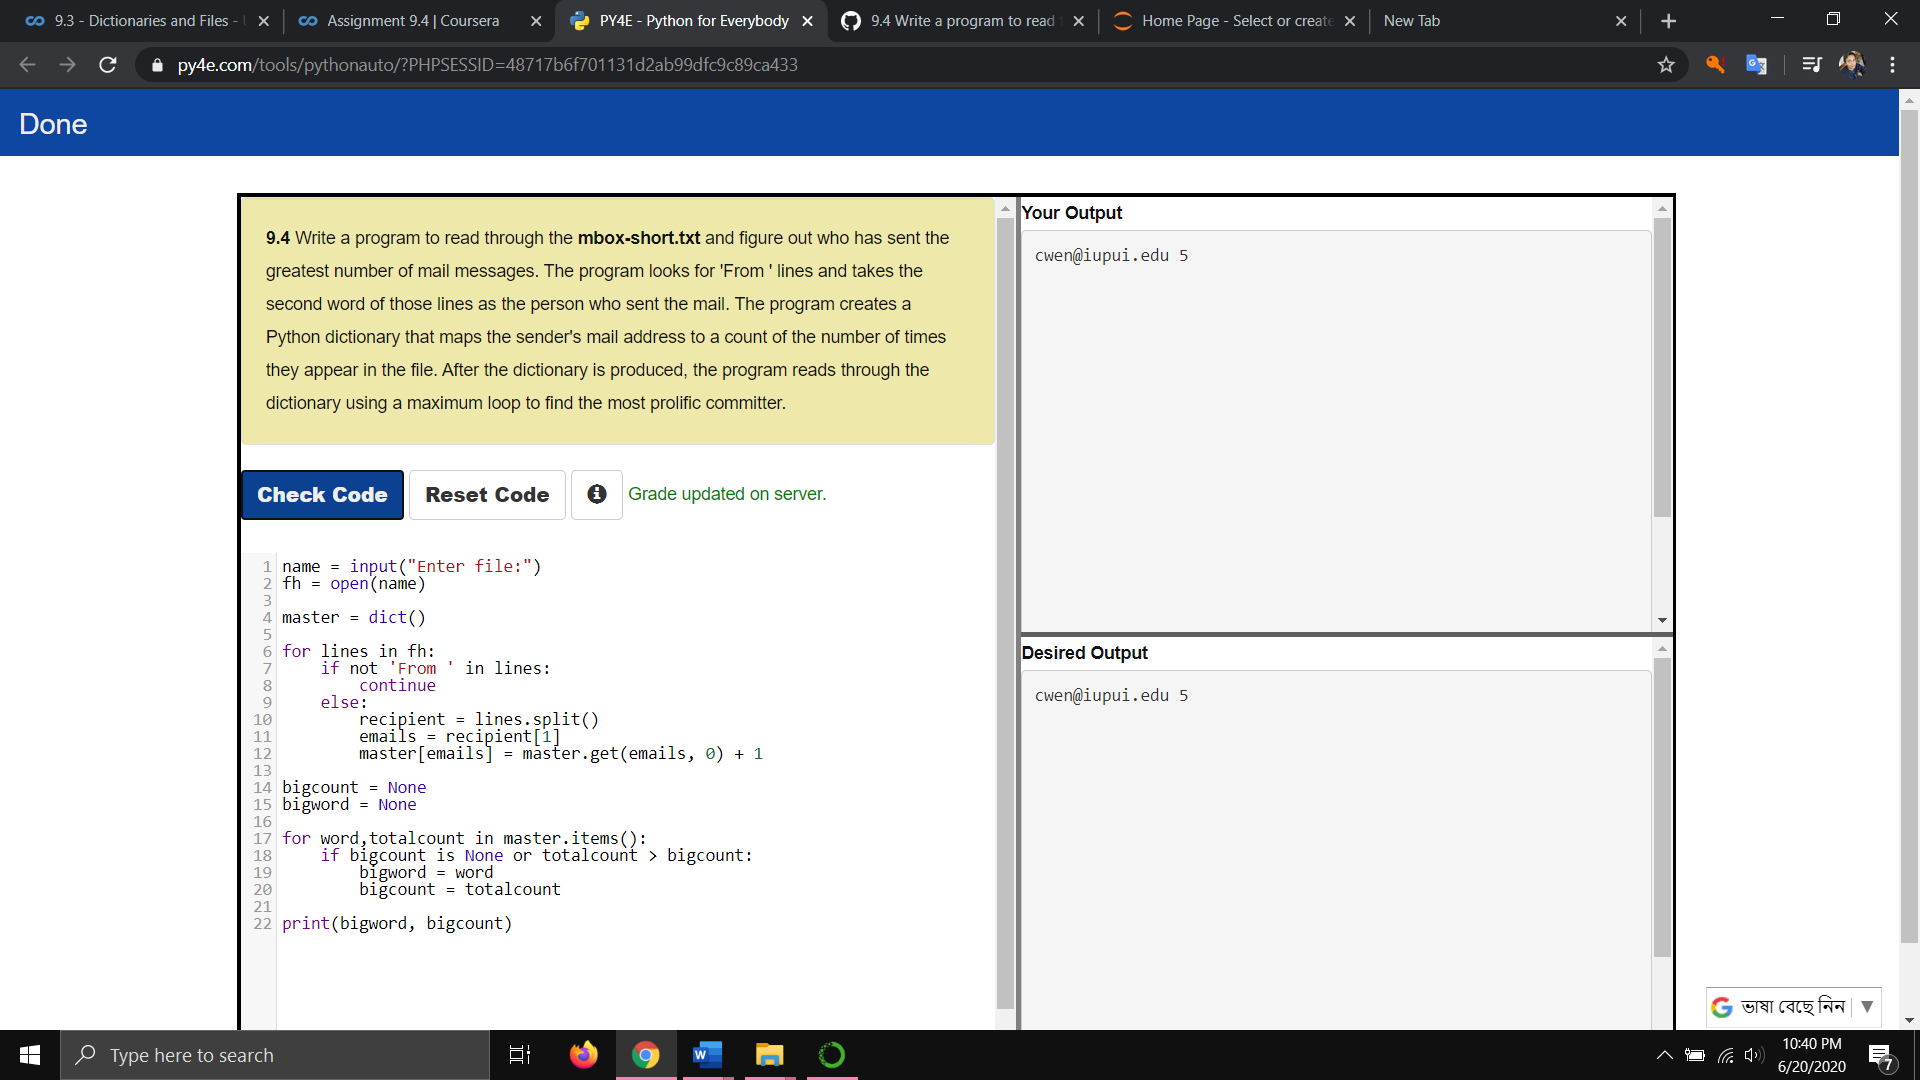 9.3 - Dictionaries and Files -
Assignment 9.4 | Coursera
PY4E - Python for Everybody
9.4 Write a program to read
Home Page - Select or create
New Tab
py4e.com/tools/pythonauto/?PHPSESSID=48717b6f701131d2ab99dfc9c89ca433
Done
9.4 Write a program to read through the mbox-short.txt and figure out who has sent the
greatest number of mail messages. The program looks for 'From ' lines and takes the
second word of those lines as the person who sent the mail. The program creates a
Python dictionary that maps the sender's mail address to a count of the number of times
they appear in the file. After the dictionary is produced, the program reads through the
dictionary using a maximum loop to find the most prolific committer.
Check Code
Reset Code
Grade updated on server.
1 name = input("Enter file:")
2 fh = open(name)
3
4 master = dict()
5
6 for lines in fh:
7     if not 'From ' in lines:
8         continue
9     else:
10         recipient = lines.split()
11         emails = recipient[1]
12         master[emails] = master.get(emails, 0) + 1
13
14 bigcount = None
15 bigword = None
16
17 for word,totalcount in master.items():
18     if bigcount is None or totalcount > bigcount:
19         bigword = word
20         bigcount = totalcount
21
22 print(bigword, bigcount)
Your Output
cwen@iupui.edu 5
Desired Output
cwen@iupui.edu 5
ভাষা বেছে নিন
Type here to search
10:40 PM
6/20/2020
7